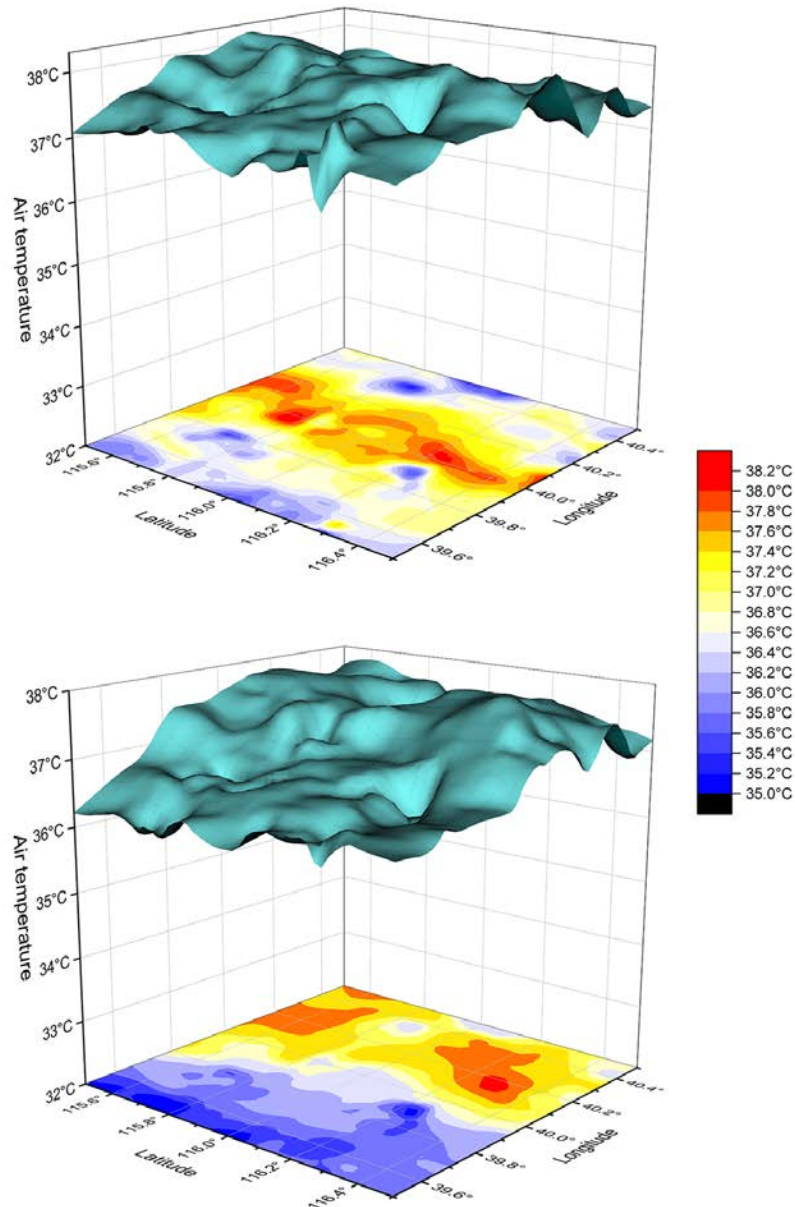 38°C
37°C
36°C
35°C
34°C
33°C
32°C
Air temperature
115.6°
115.8°
116.0°
116.2°
116.4°
Latitude
39.6°
39.8°
40.0°
40.2°
40.4°
Longitude
38.2°C
38.0°C
37.8°C
37.6°C
37.4°C
37.2°C
37.0°C
36.8°C
36.6°C
36.4°C
36.2°C
36.0°C
35.8°C
35.6°C
35.4°C
35.2°C
35.0°C
38°C
37°C
36°C
35°C
34°C
33°C
32°C
Air temperature
115.6°
115.8°
116.0°
116.2°
116.4°
Latitude
39.6°
39.8°
40.0°
40.2°
40.4°
Longitude